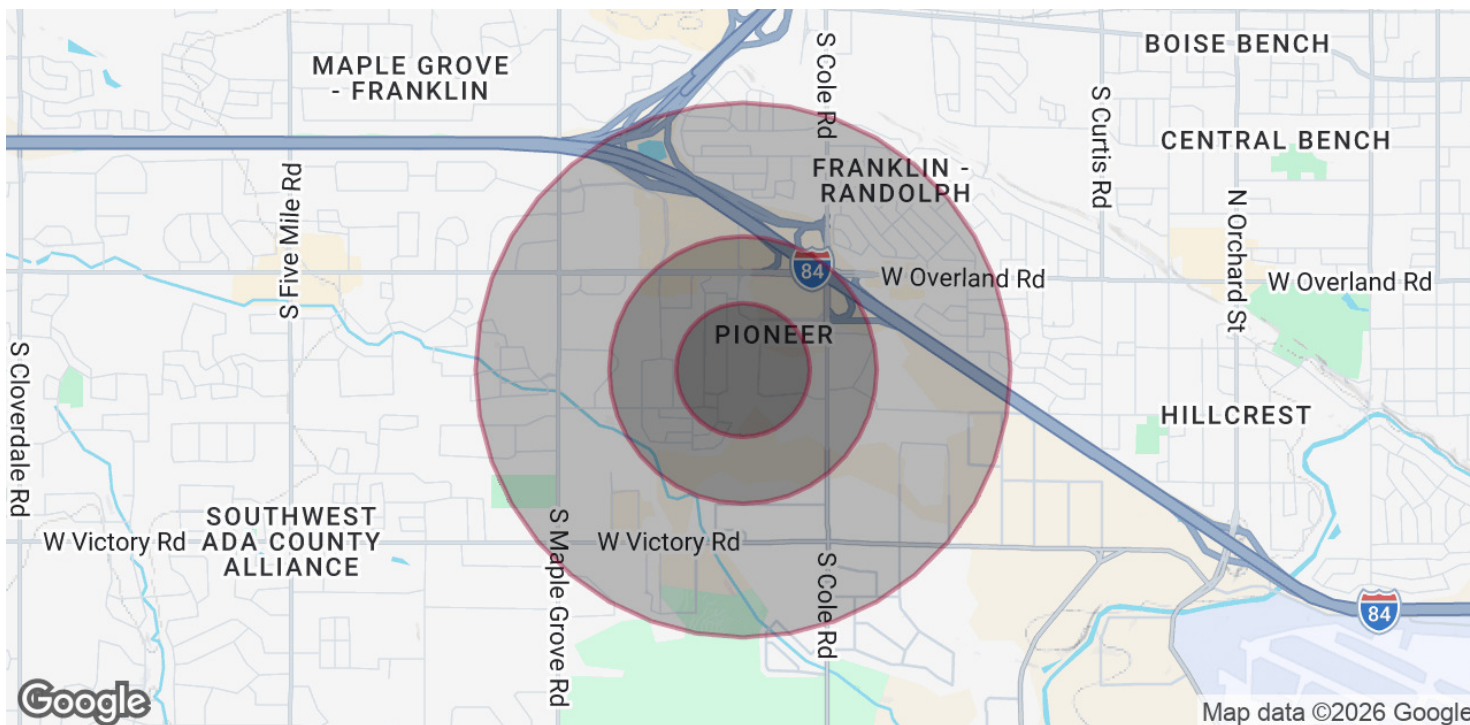 MAPLE GROVE
- FRANKLIN
S Cole Rd
BOISE BENCH
S Curtis Rd
CENTRAL BENCH
FRANKLIN -
RANDOLPH
S Five Mile Rd
N Orchard St
84
W Overland Rd
W Overland Rd
PIONEER
S Cloverdale Rd
HILLCREST
SOUTHWEST
ADA COUNTY
ALLIANCE
W Victory Rd
S Maple Grove Rd
W Victory Rd
S Cole Rd
84
Google
Map data ©2026 Google